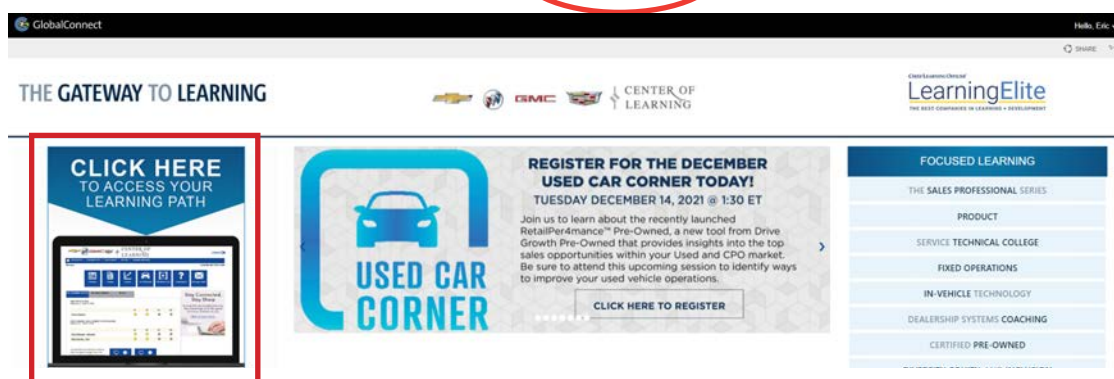 GlobalConnect
Hello, Eric
SHARE
THE GATEWAY TO LEARNING
GMC
CENTER OF
LEARNING
LearningElite
THE BEST COMPANIES IN LEARNING + DEVELOPMENT
CLICK HERE
TO ACCESS YOUR
LEARNING PATH
USED CAR
CORNER
REGISTER FOR THE DECEMBER
USED CAR CORNER TODAY!
TUESDAY DECEMBER 14, 2021 @ 1:30 ET
Join us to learn about the recently launched
RetailPer4mance™ Pre-Owned, a new tool from Drive
Growth Pre-Owned that provides insights into the top
sales opportunities within your Used and CPO market.
Be sure to attend this upcoming session to identify ways
to improve your used vehicle operations.
CLICK HERE TO REGISTER
FOCUSED LEARNING
THE SALES PROFESSIONAL SERIES
PRODUCT
SERVICE TECHNICAL COLLEGE
FIXED OPERATIONS
IN-VEHICLE TECHNOLOGY
DEALERSHIP SYSTEMS COACHING
CERTIFIED PRE-OWNED